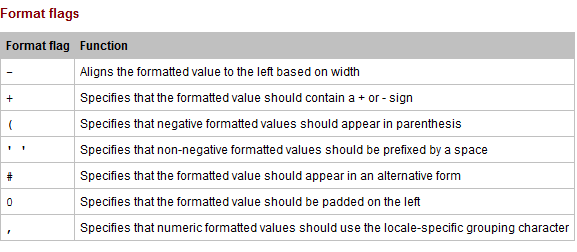 Format flags
Format flag Function
- Aligns the formatted value to the left based on width
+ Specifies that the formatted value should contain a + or - sign
( Specifies that negative formatted values should appear in parenthesis
' ' Specifies that non-negative formatted values should be prefixed by a space
# Specifies that the formatted value should appear in an alternative form
0 Specifies that the formatted value should be padded on the left
, Specifies that numeric formatted values should use the locale-specific grouping character